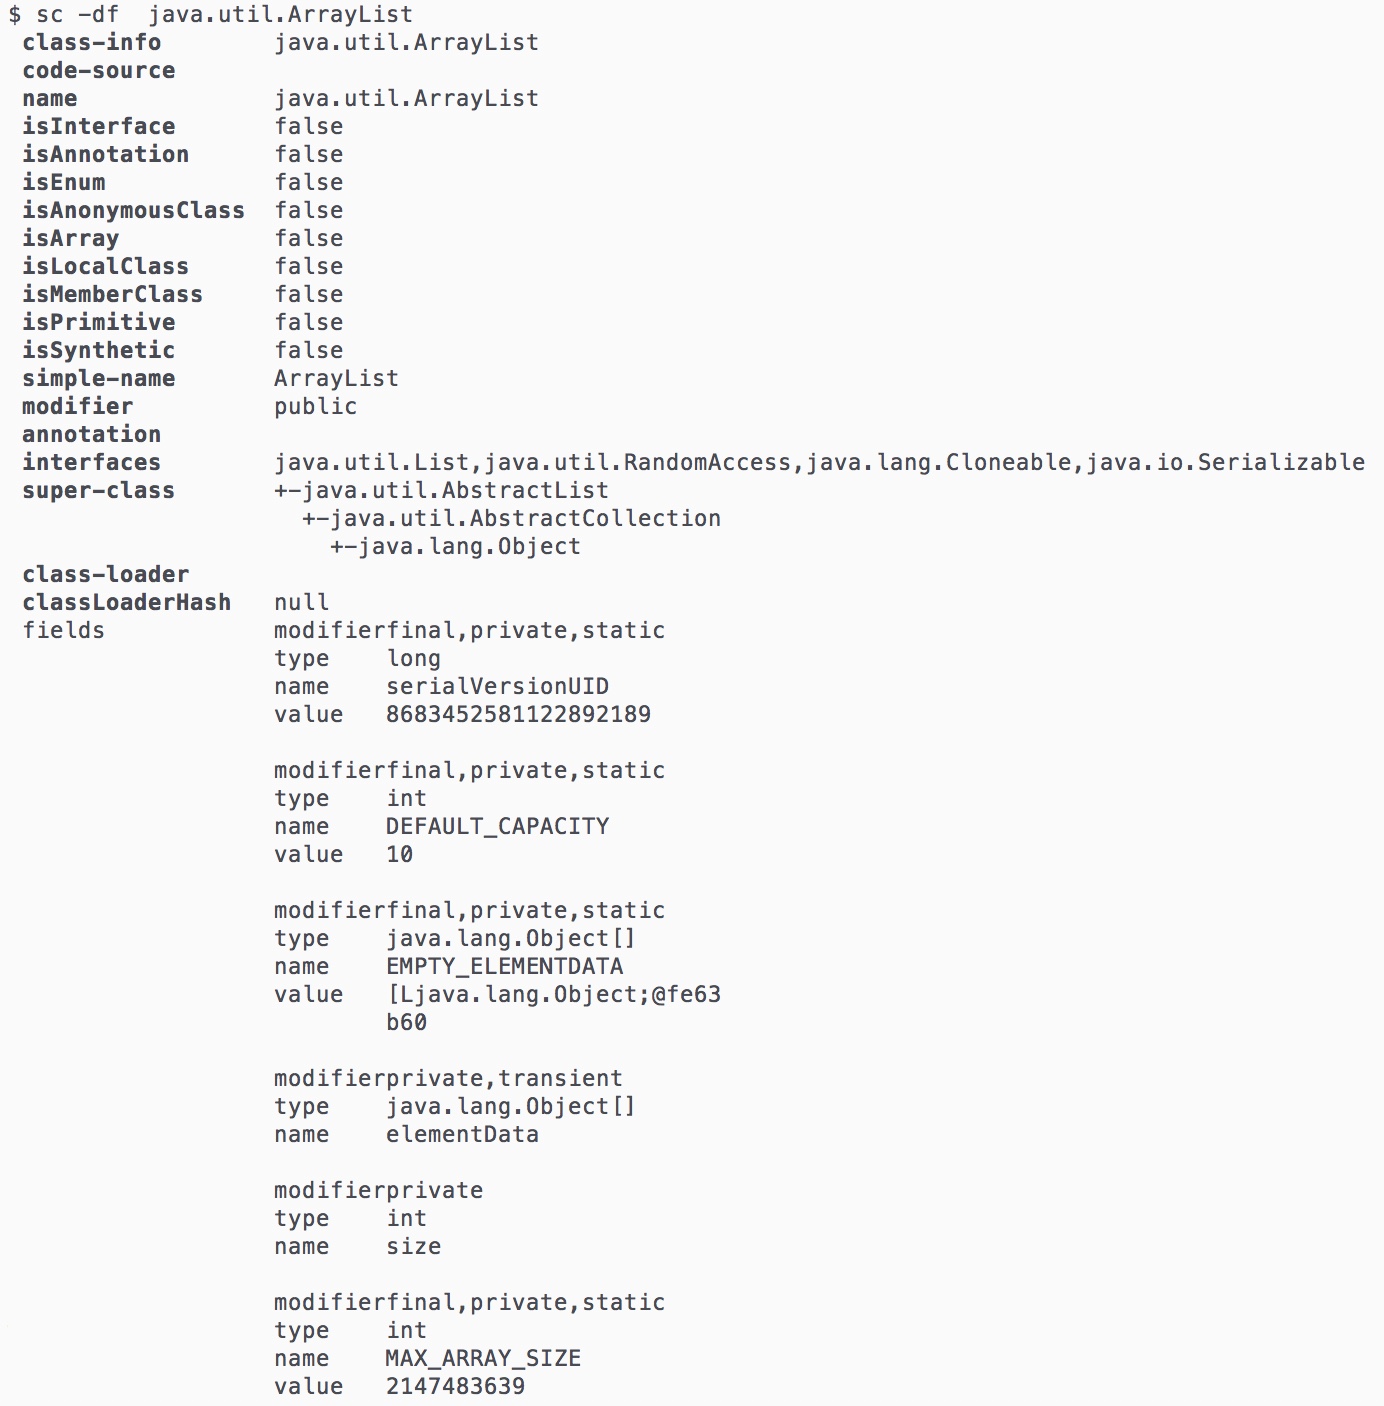 $ sc -df  java.util.ArrayList
class-info        java.util.ArrayList
code-source
name              java.util.ArrayList
isInterface       false
isAnnotation      false
isEnum            false
isAnonymousClass  false
isArray           false
isLocalClass      false
isMemberClass     false
isPrimitive       false
isSynthetic       false
simple-name       ArrayList
modifier          public
annotation
interfaces        java.util.List,java.util.RandomAccess,java.lang.Cloneable,java.io.Serializable
super-class       +-java.util.AbstractList
                    +-java.util.AbstractCollection
                      +-java.lang.Object
class-loader
classLoaderHash   null
fields            modifierfinal,private,static
                  type    long
                  name    serialVersionUID
                  value   8683452581122892189

                  modifierfinal,private,static
                  type    int
                  name    DEFAULT_CAPACITY
                  value   10

                  modifierfinal,private,static
                  type    java.lang.Object[]
                  name    EMPTY_ELEMENTDATA
                  value   [Ljava.lang.Object;@fe63
                          b60

                  modifierprivate,transient
                  type    java.lang.Object[]
                  name    elementData

                  modifierprivate
                  type    int
                  name    size

                  modifierfinal,private,static
                  type    int
                  name    MAX_ARRAY_SIZE
                  value   2147483639